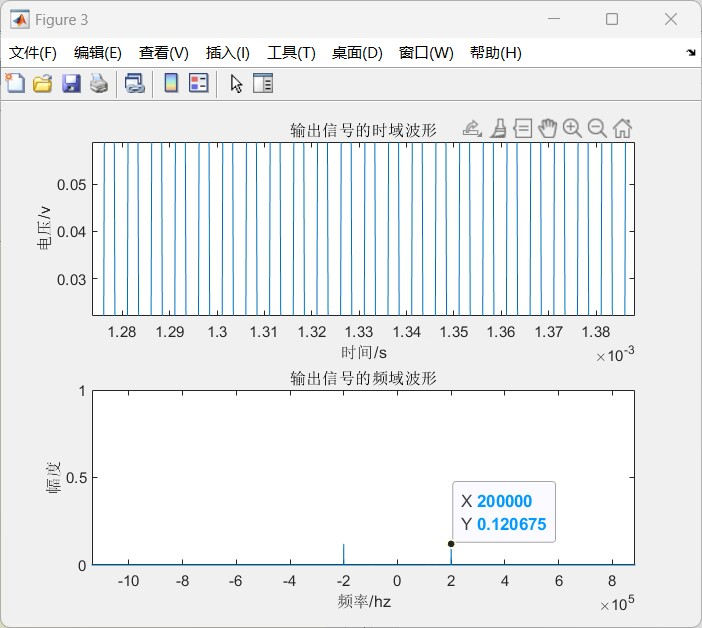 Figure 3
文件(F) 编辑(E) 查看(V) 插入(I) 工具(T) 桌面(D) 窗口(W) 帮助(H)
输出信号的时域波形
电压/v
0.05
0.04
0.03
1.28 1.29 1.3 1.31 1.32 1.33 1.34 1.35 1.36 1.37 1.38
时间/s
×10-3
输出信号的频域波形
幅度
1
0.5
0
X 200000
Y 0.120675
-10 -8 -6 -4 -2 0 2 4 6 8
频率/hz
×105